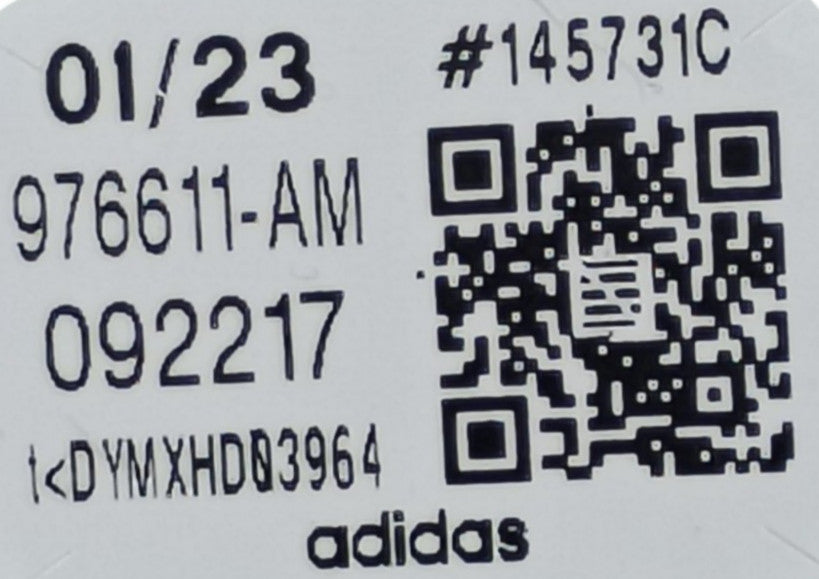 01/23
#145731C
976611-AM
092217
t<DYMXHD03964
adidas